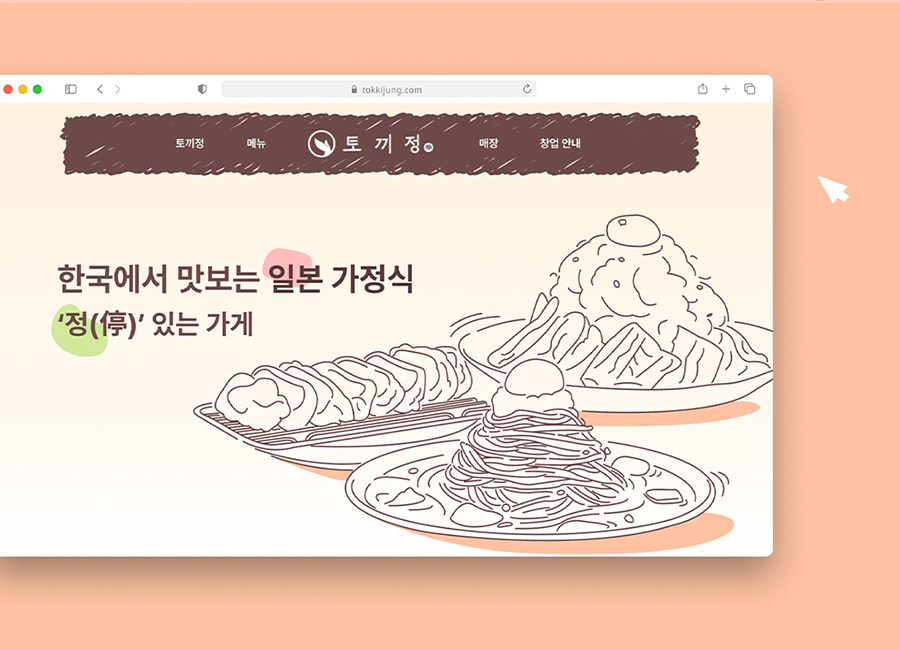 tokkijung.com
토끼정 메뉴 토끼정 매장 창업 안내
한국에서 맛보는 일본 가정식
‘정(停)’ 있는 가게